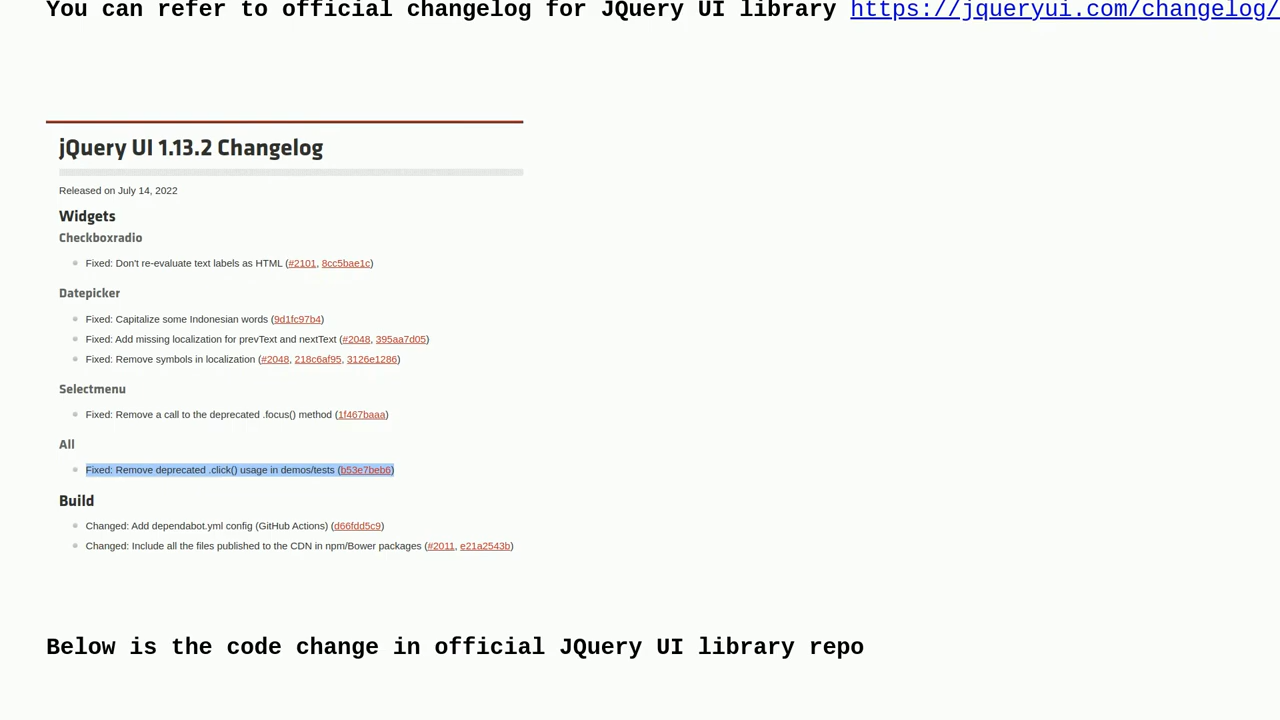 You can refer to official changelog for JQuery UI library https://jqueryui.com/changelog/
jQuery UI 1.13.2 Changelog
Released on July 14, 2022
Widgets
Checkboxradio
Fixed: Don't re-evaluate text labels as HTML (#2101, 8cc5bae1c)
Datepicker
Fixed: Capitalize some Indonesian words (9d1fc97b4)
Fixed: Add missing localization for prevText and nextText (#2048, 395aa7d05)
Fixed: Remove symbols in localization (#2048, 218c6af95, 3126e1286)
Selectmenu
Fixed: Remove a call to the deprecated .focus() method (1f467baaa)
All
Fixed: Remove deprecated .click() usage in demos/tests (b53e7beb6)
Build
Changed: Add dependabot.yml config (GitHub Actions) (d66fdd5c9)
Changed: Include all the files published to the CDN in npm/Bower packages (#2011, e21a2543b)
Below is the code change in official JQuery UI library repo